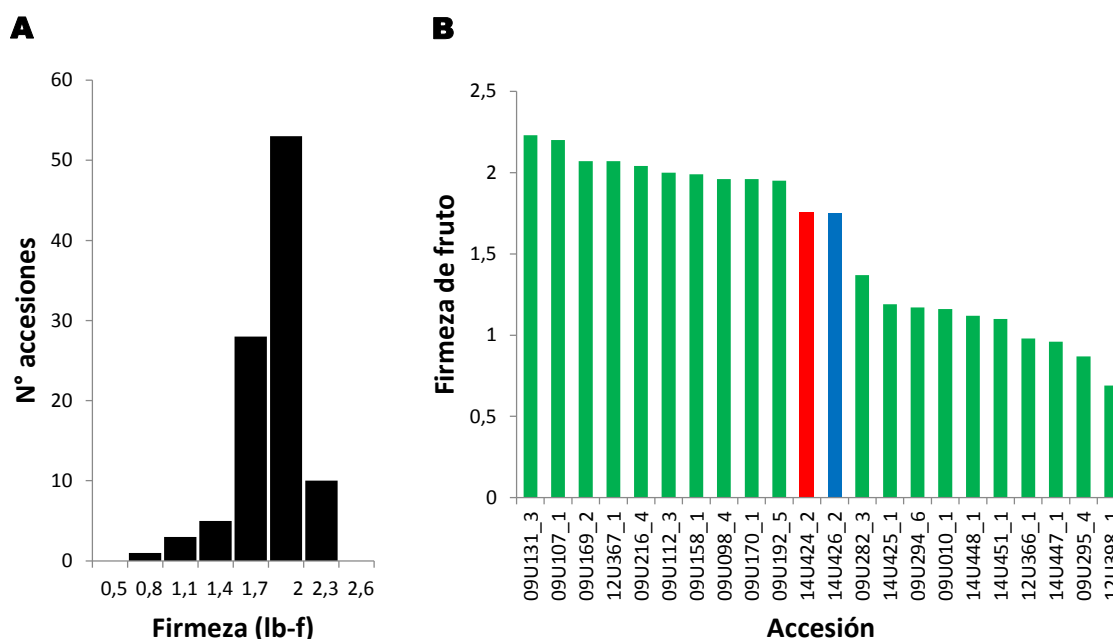 A
B
N° accesiones
60
50
40
30
20
10
0
0,5 0,8 1,1 1,4 1,7 2 2,3 2,6
Firmeza (lb-f)
Firmeza de fruto
2,5
2
1,5
1
0,5
0
09U131_3
09U107_1
09U169_2
12U367_1
09U216_4
09U112_3
09U158_1
09U098_4
09U170_1
09U192_5
14U424_2
14U426_2
09U282_3
14U425_1
09U294_6
09U010_1
14U448_1
14U451_1
12U366_1
14U447_1
09U295_4
12U398_1
Accesión